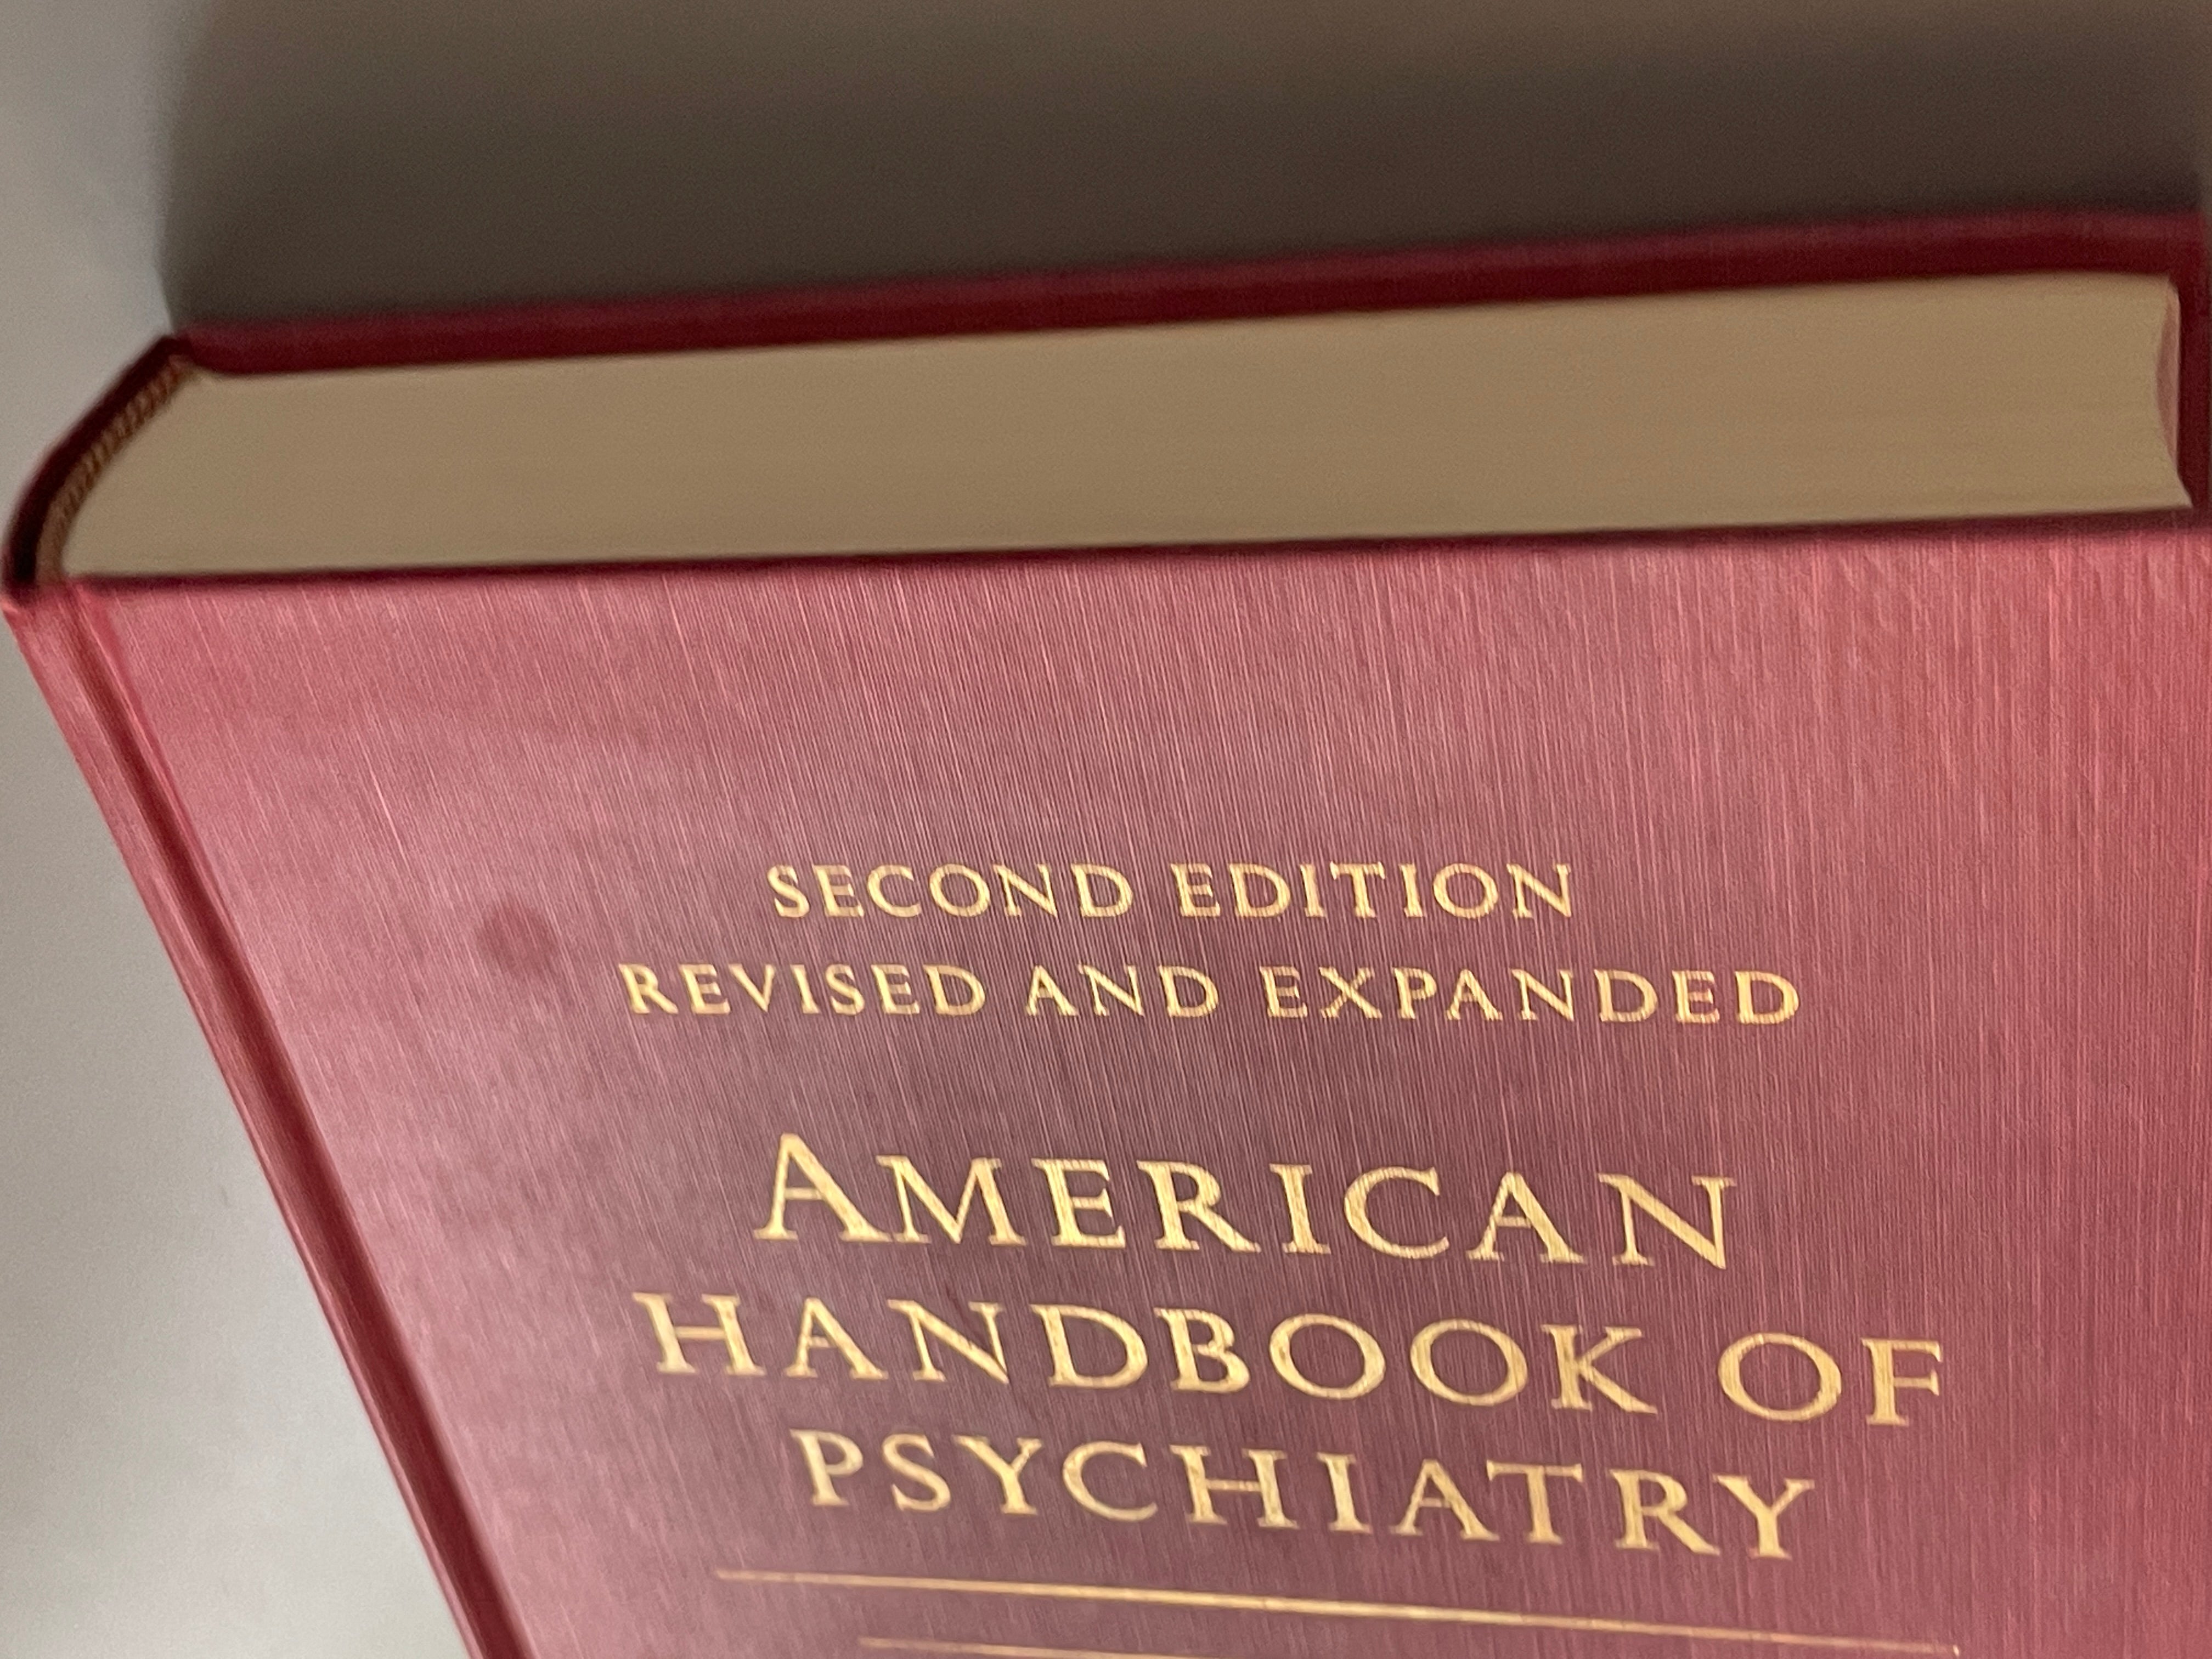 SECOND EDITION
REVISED AND EXPANDED
AMERICAN
HANDBOOK OF
PSYCHIATRY